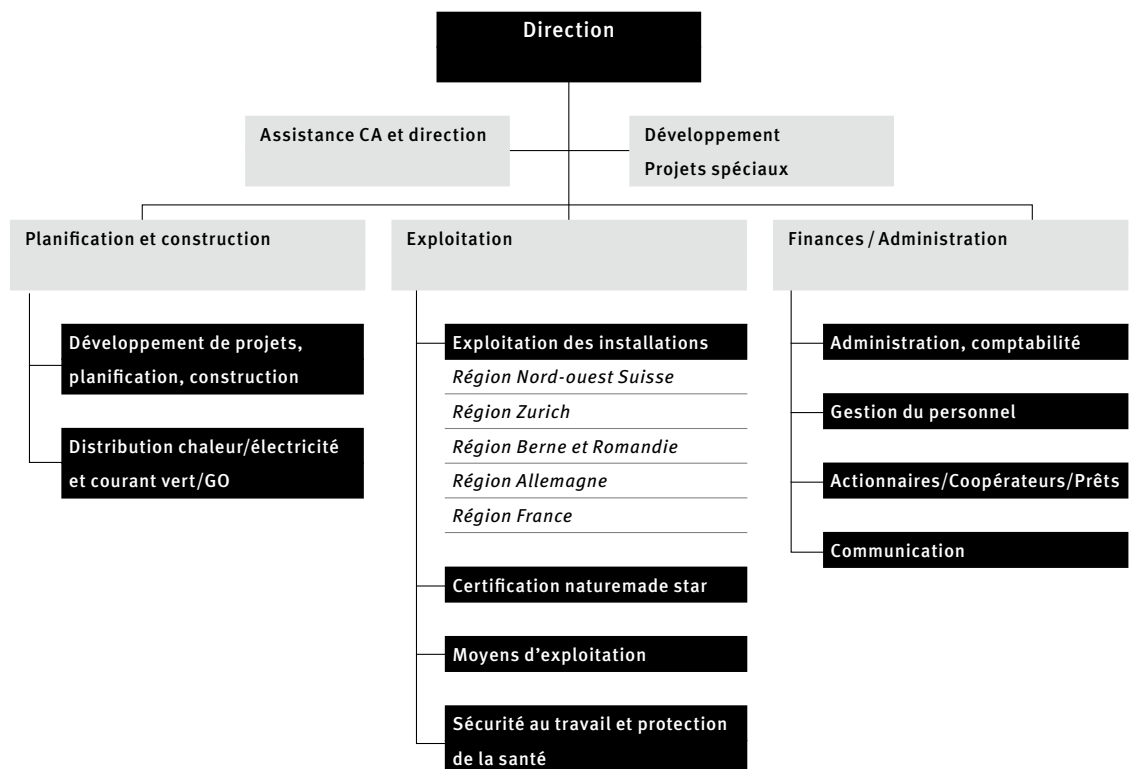 Direction
Assistance CA et direction
Développement
Projets spéciaux
Planification et construction
Développement de projets,
planification, construction
Distribution chaleur/électricité
et courant vert/GO
Exploitation
Exploitation des installations
Région Nord-ouest Suisse
Région Zurich
Région Berne et Romandie
Région Allemagne
Région France
Certification naturemade star
Moyens d'exploitation
Sécurité au travail et protection
de la santé
Finances / Administration
Administration, comptabilité
Gestion du personnel
Actionnaires/Coopérateurs/Prêts
Communication